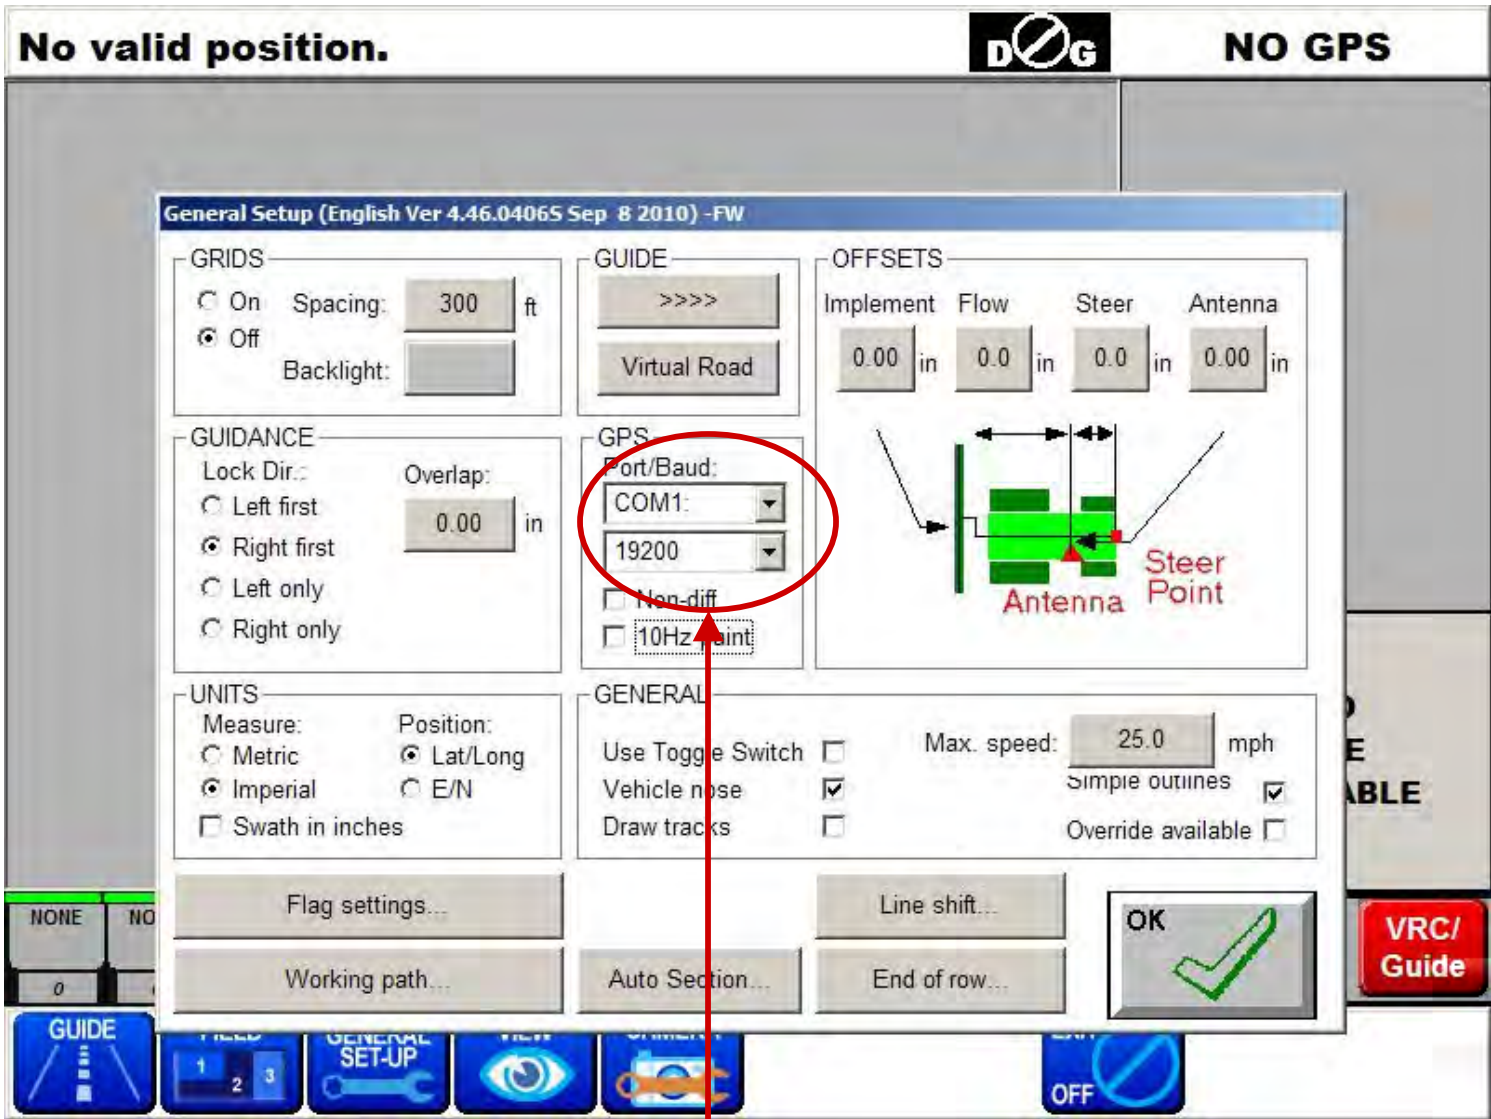 No valid position.
D G
NO GPS
General Setup (English Ver 4.46.0406S Sep 8 2010) -FW
GRIDS
On
Spacing:
300
ft
Off
Backlight:
GUIDE
>>>>
Virtual Road
OFFSETS
Implement Flow Steer Antenna
0.00 in 0.0 in 0.0 in 0.00 in
Steer
Point
Antenna
GUIDANCE
Lock Dir.:
Overlap:
Left first
0.00 in
Right first
Left only
Right only
GPS
Port/Baud:
COM1:
19200
Non-diff
10Hz paint
UNITS
Measure: Position:
Metric Lat/Long
Imperial E/N
Swath in inches
GENERAL
Use Toggle Switch
Max. speed: 25.0 mph
Vehicle nose
Simple outlines
Draw tracks
Override available
Flag settings...
Line shift...
Working path...
Auto Section...
End of row...
OK
ABLE
NONE
NO
0
VRC/
Guide
GUIDE
FIELD
1 2 3
GENERAL
SET-UP
VIEW
EXIT
OFF